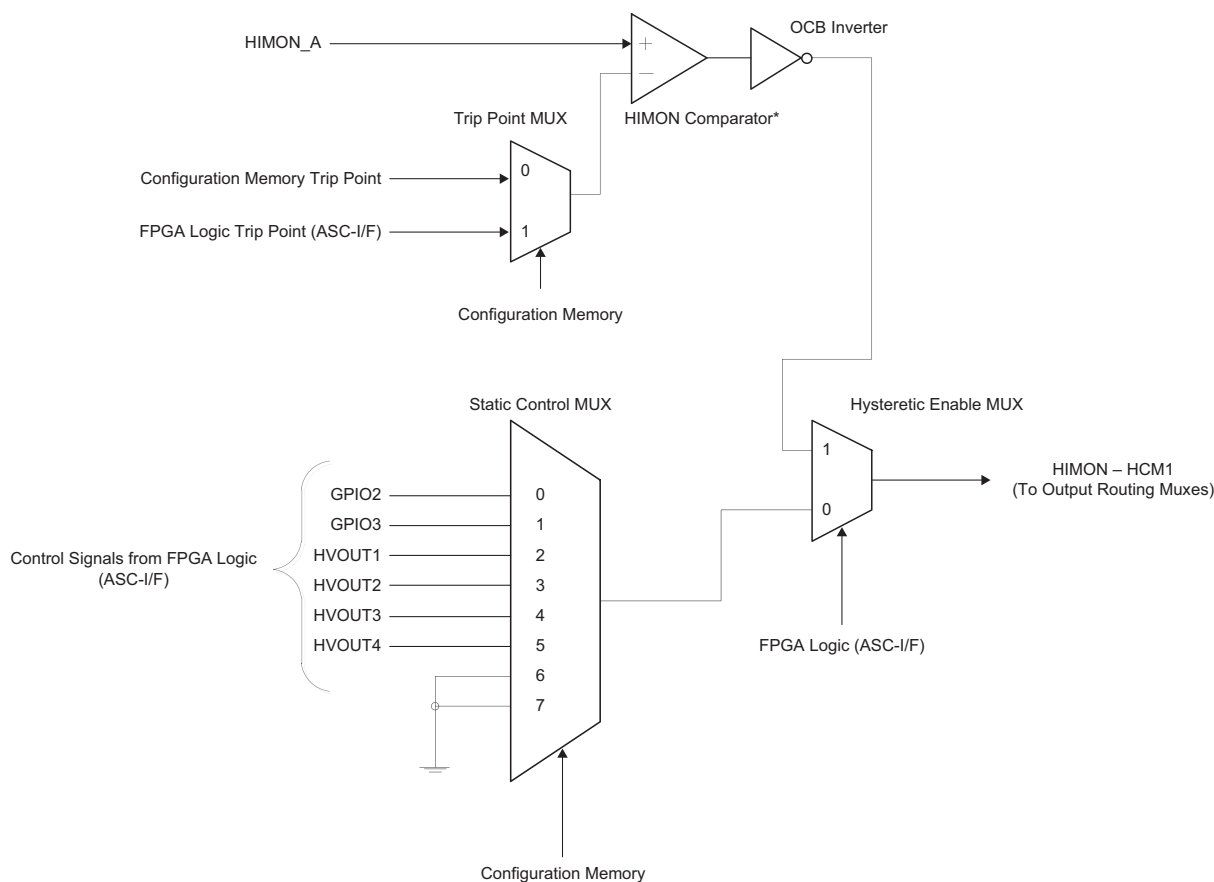 OCB Inverter
HIMON_A
+
−
Trip Point MUX
HIMON Comparator*
Configuration Memory Trip Point
0
FPGA Logic Trip Point (ASC-I/F)
1
Configuration Memory
Static Control MUX
Hysteretic Enable MUX
1
HIMON – HCM1
(To Output Routing Muxes)
0
GPIO2
0
GPIO3
1
Control Signals from FPGA Logic
(ASC-I/F)
HVOUT1
2
HVOUT2
3
HVOUT3
4
HVOUT4
5
6
7
FPGA Logic (ASC-I/F)
Configuration Memory